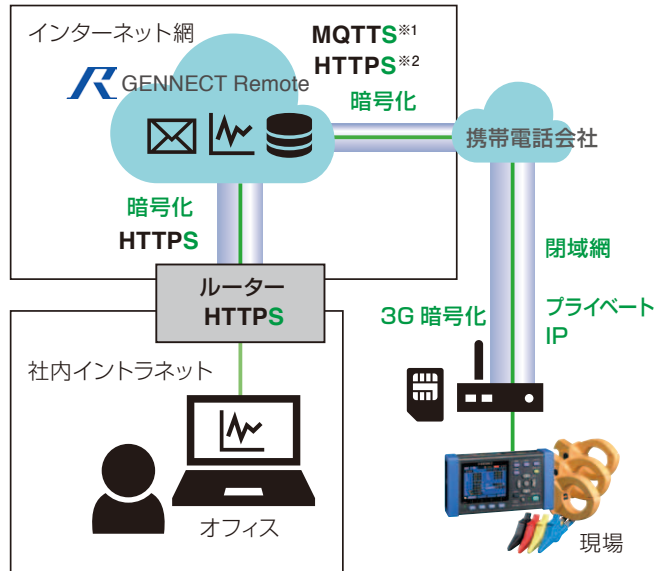 インターネット網
MQTTS※1
HTTPS※2
GENNECT Remote
暗号化
携帯電話会社
暗号化
HTTPS
閉域網
ルーター
HTTPS
3G 暗号化
プライベート
IP
社内イントラネット
オフィス
現場